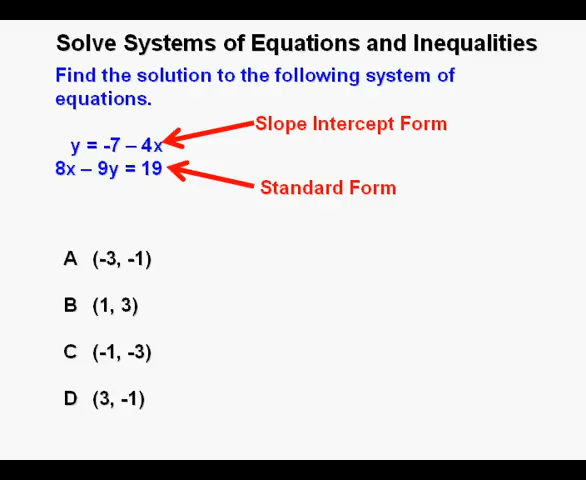 Solve Systems of Equations and Inequalities
Find the solution to the following system of
equations.
Slope Intercept Form
y = -7 – 4x
8x – 9y = 19
Standard Form
A (-3, -1)
B (1, 3)
C (-1, -3)
D (3, -1)